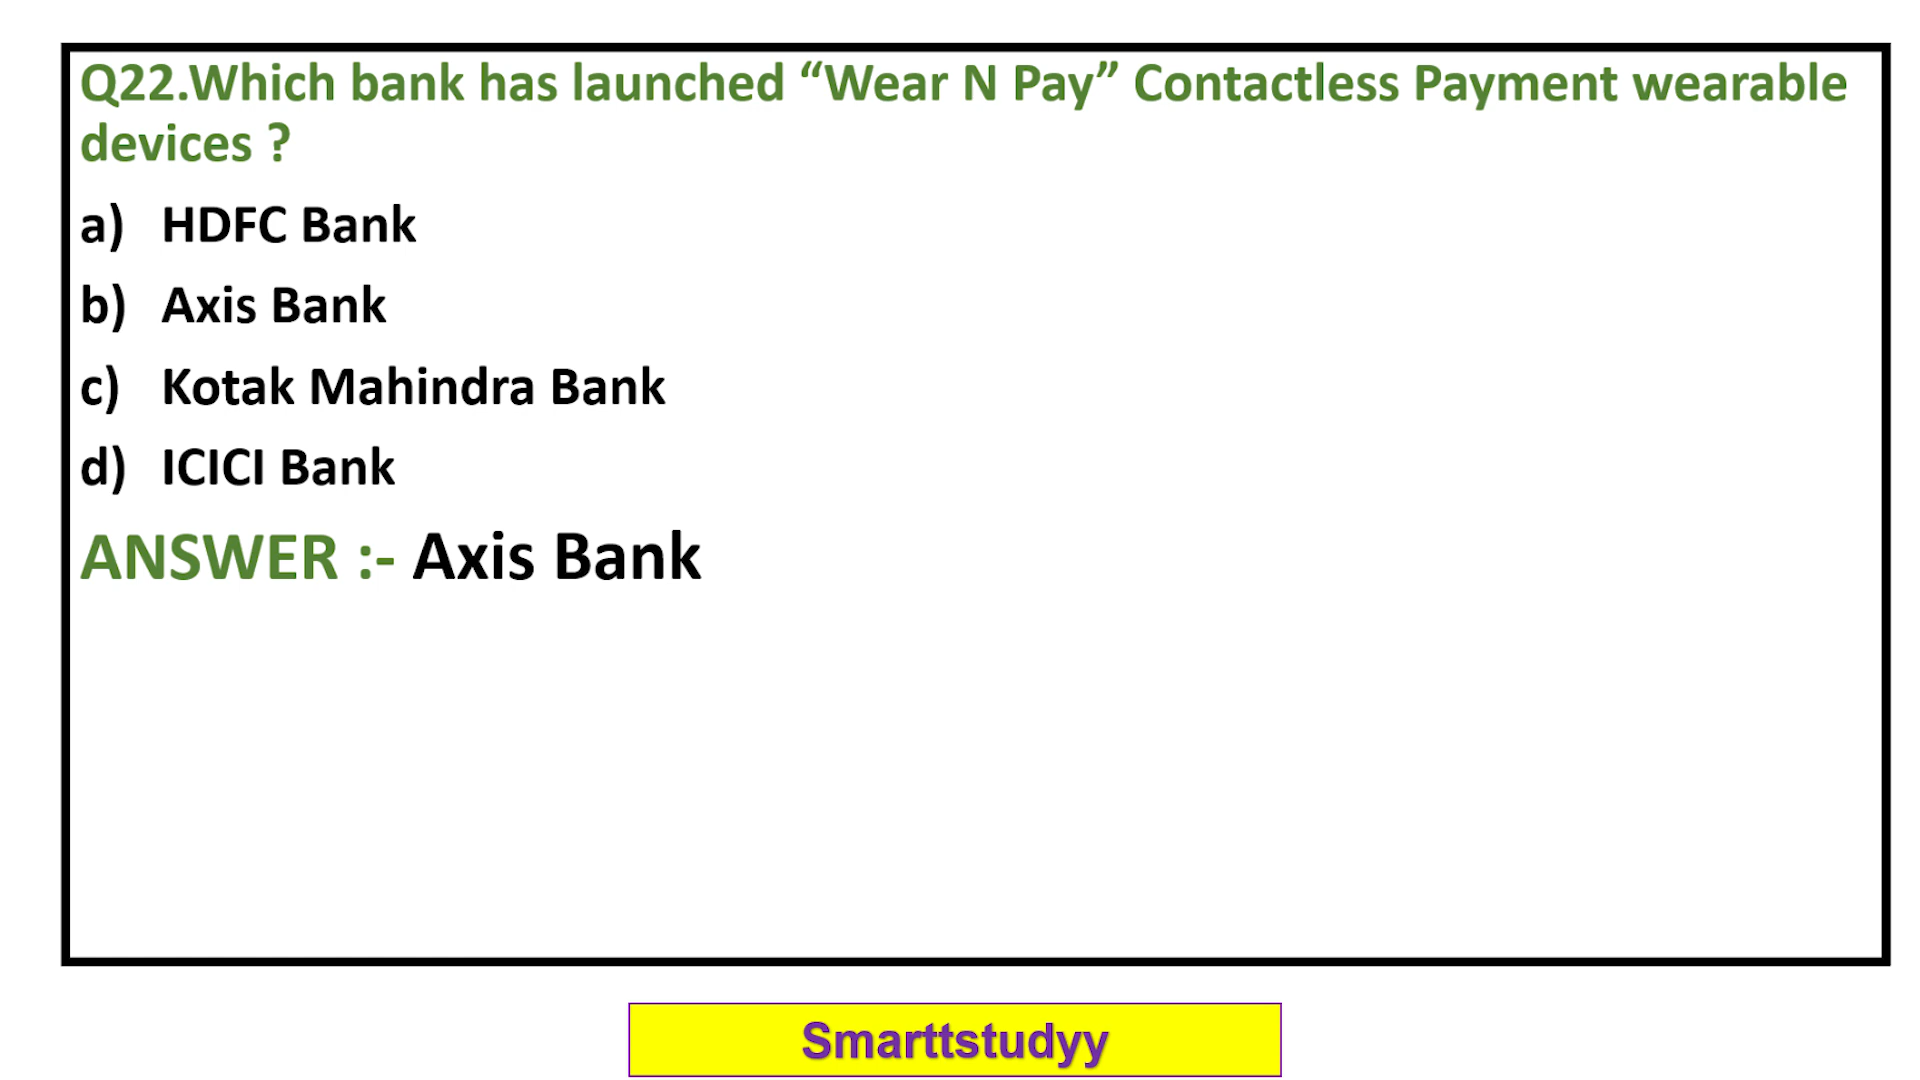 Q22.Which bank has launched “Wear N Pay” Contactless Payment wearable
devices ?
a) HDFC Bank
b) Axis Bank
c) Kotak Mahindra Bank
d) ICICI Bank
ANSWER :- Axis Bank
Smarttstudyy